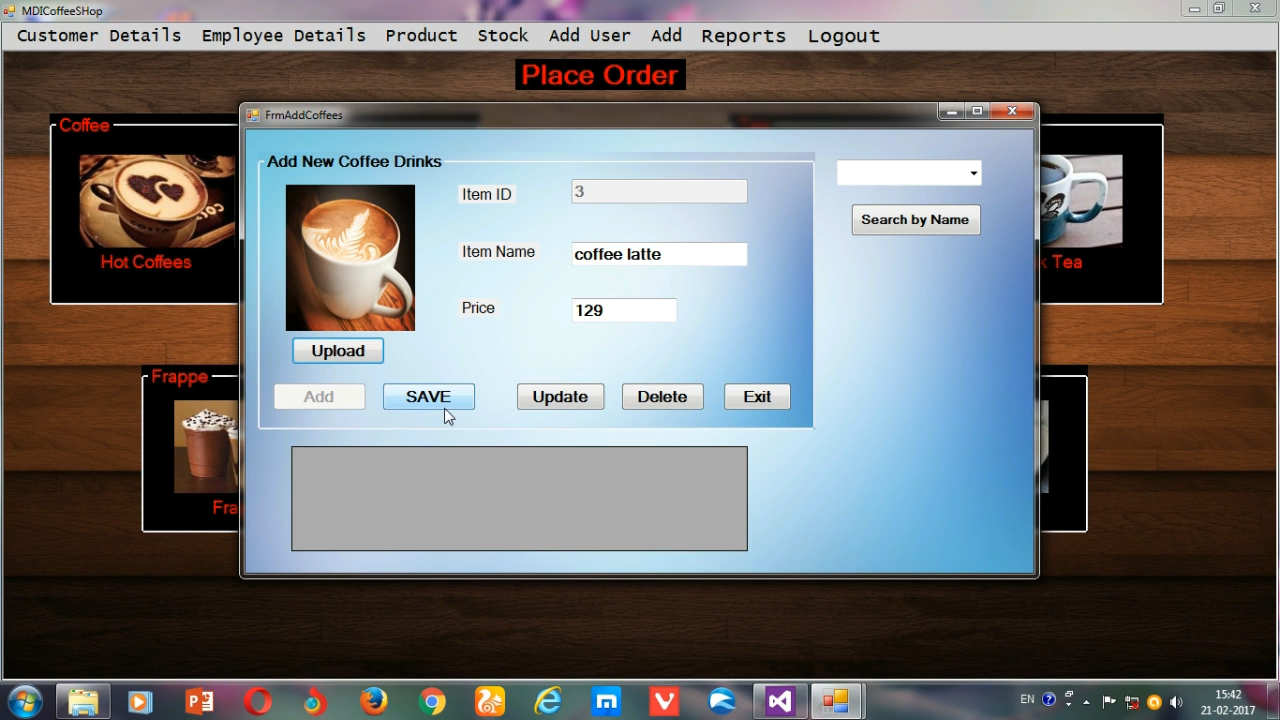 MDICoffeeSHop
Customer Details Employee Details Product Stock Add User Add Reports Logout
Place Order
FrmAddCoffees
Coffee
Add New Coffee Drinks
Item ID 3
Search by Name
Item Name coffee latte
Hot Coffees
k Tea
Price 129
Upload
Frappe
Add SAVE Update Delete Exit
Fra
EN 15:42
21-02-2017